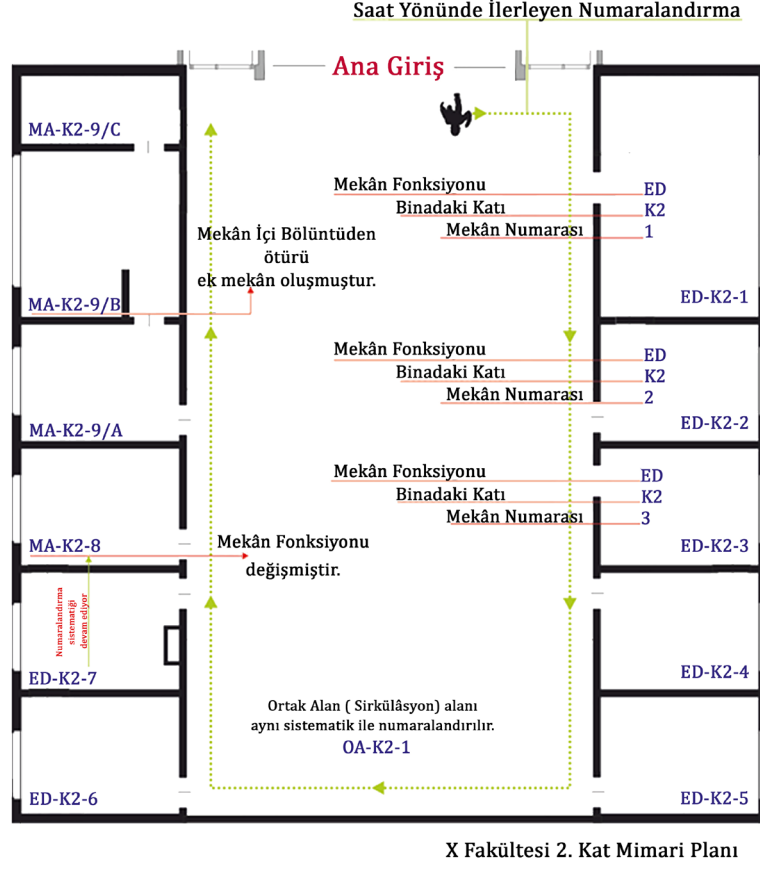 Saat Yönünde İlerleyen Numaralandırma
Ana Giriş
MA-K2-9/C
Mekân Fonksiyonu
ED
Binadaki Katı
K2
Mekân Numarası
1
Mekân İçi Bölüntüden
ötürü
ek mekân oluşmuştur.
MA-K2-9/B
ED-K2-1
Mekân Fonksiyonu
ED
Binadaki Katı
K2
Mekân Numarası
2
MA-K2-9/A
ED-K2-2
Mekân Fonksiyonu
ED
Binadaki Katı
K2
Mekân Numarası
3
MA-K2-8
Mekân Fonksiyonu
değişmiştir.
ED-K2-3
Numaralandırma
sistematiği
devam ediyor
ED-K2-7
ED-K2-4
Ortak Alan ( Sirkülâsyon) alanı
aynı sistematik ile numaralandırılır.
OA-K2-1
ED-K2-6
ED-K2-5
X Fakültesi 2. Kat Mimari Planı